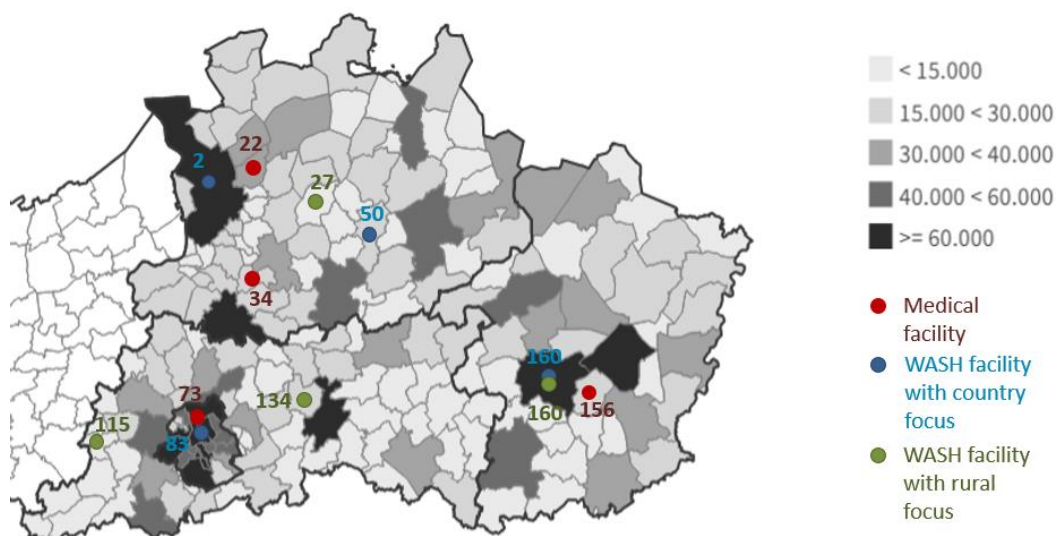 < 15.000
15.000 < 30.000
30.000 < 40.000
40.000 < 60.000
>= 60.000
22
2
27
50
34
160
73
134
160
156
115
83
Medical
facility
WASH facility
with country
focus
WASH facility
with rural
focus